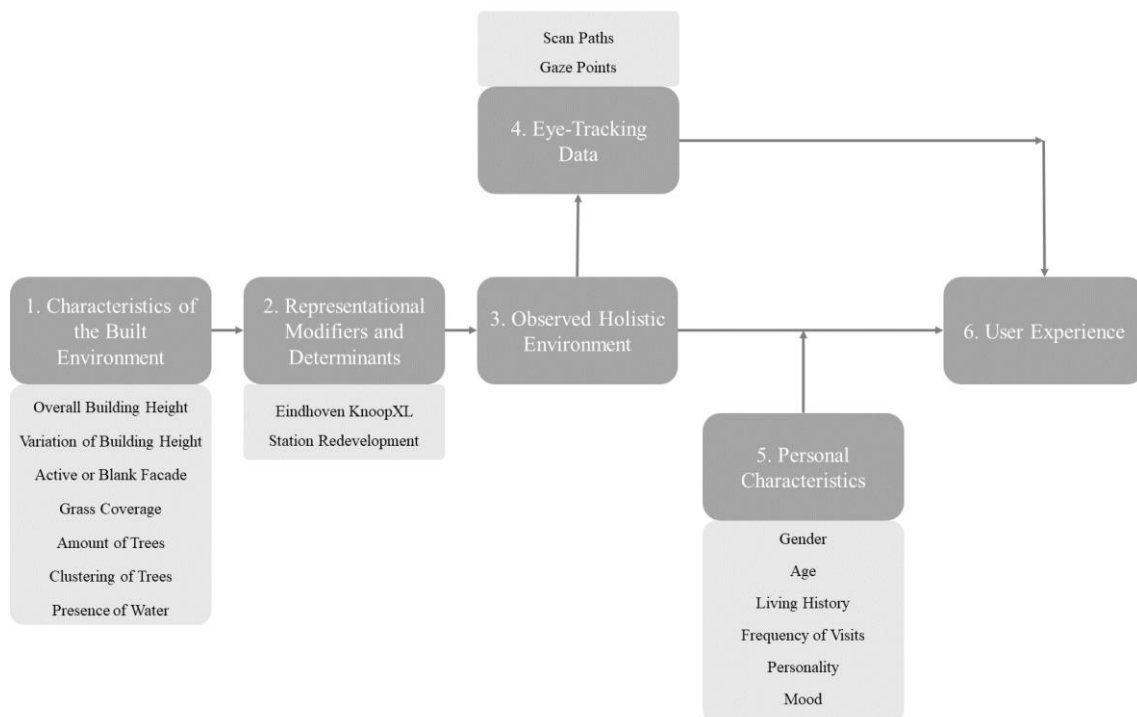 Scan Paths
Gaze Points
4. Eye-Tracking
Data
1. Characteristics of
the Built
Environment
Overall Building Height
Variation of Building Height
Active or Blank Facade
Grass Coverage
Amount of Trees
Clustering of Trees
Presence of Water
2. Representational
Modifiers and
Determinants
Eindhoven KnoopXL
Station Redevelopment
3. Observed Holistic
Environment
5. Personal
Characteristics
Gender
Age
Living History
Frequency of Visits
Personality
Mood
6. User Experience